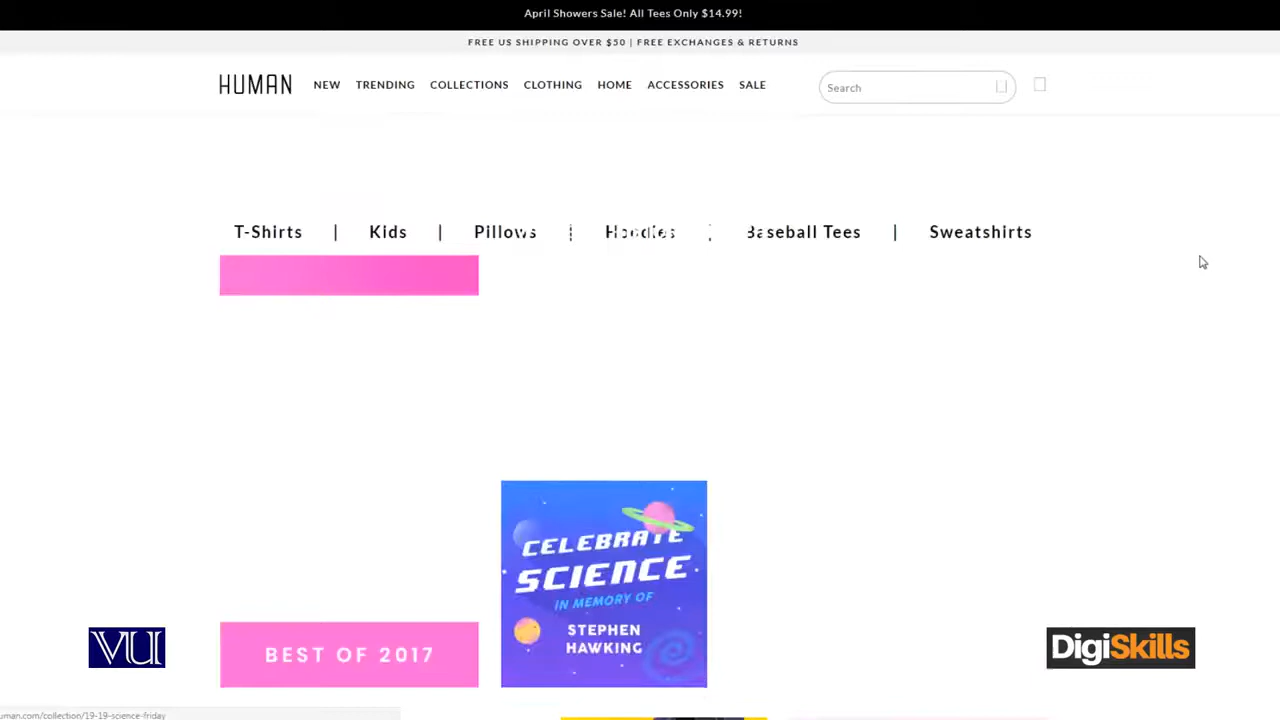 April Showers Sale! All Tees Only $14.99!
FREE US SHIPPING OVER $50 | FREE EXCHANGES & RETURNS
HUMAN NEW TRENDING COLLECTIONS CLOTHING HOME ACCESSORIES SALE Search
T-Shirts | Kids | Pillows | Hoodies | Baseball Tees | Sweatshirts
CELEBRATE
SCIENCE
IN MEMORY OF
STEPHEN
HAWKING
BEST OF 2017
VU
DigiSkills
uman.com/collection/19-19-science-friday